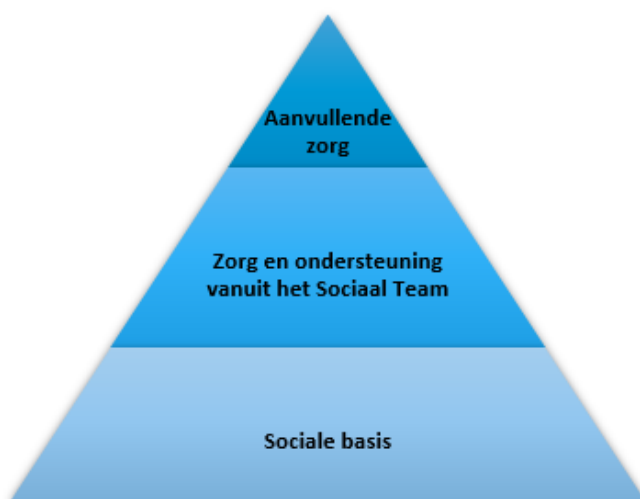 Aanvullende
zorg
Zorg en ondersteuning
vanuit het Sociaal Team
Sociale basis